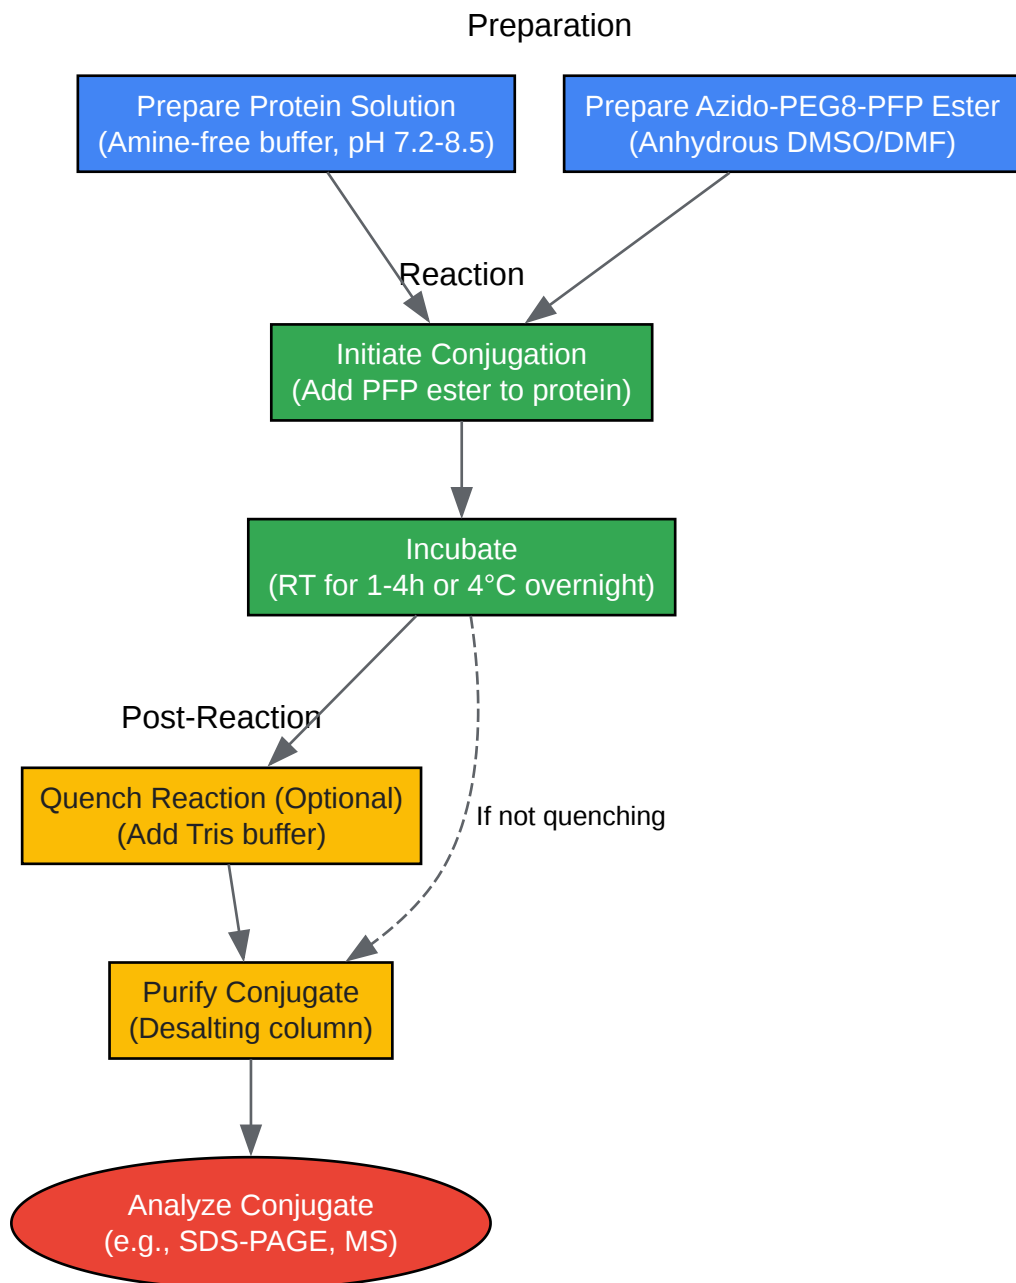 Preparation
Prepare Protein Solution
(Amine-free buffer, pH 7.2-8.5)
Prepare Azido-PEG8-PFP Ester
(Anhydrous DMSO/DMF)
Reaction
Initiate Conjugation
(Add PFP ester to protein)
Incubate
(RT for 1-4h or 4°C overnight)
Post-Reaction
Quench Reaction (Optional)
(Add Tris buffer)
If not quenching
Purify Conjugate
(Desalting column)
Analyze Conjugate
(e.g., SDS-PAGE, MS)